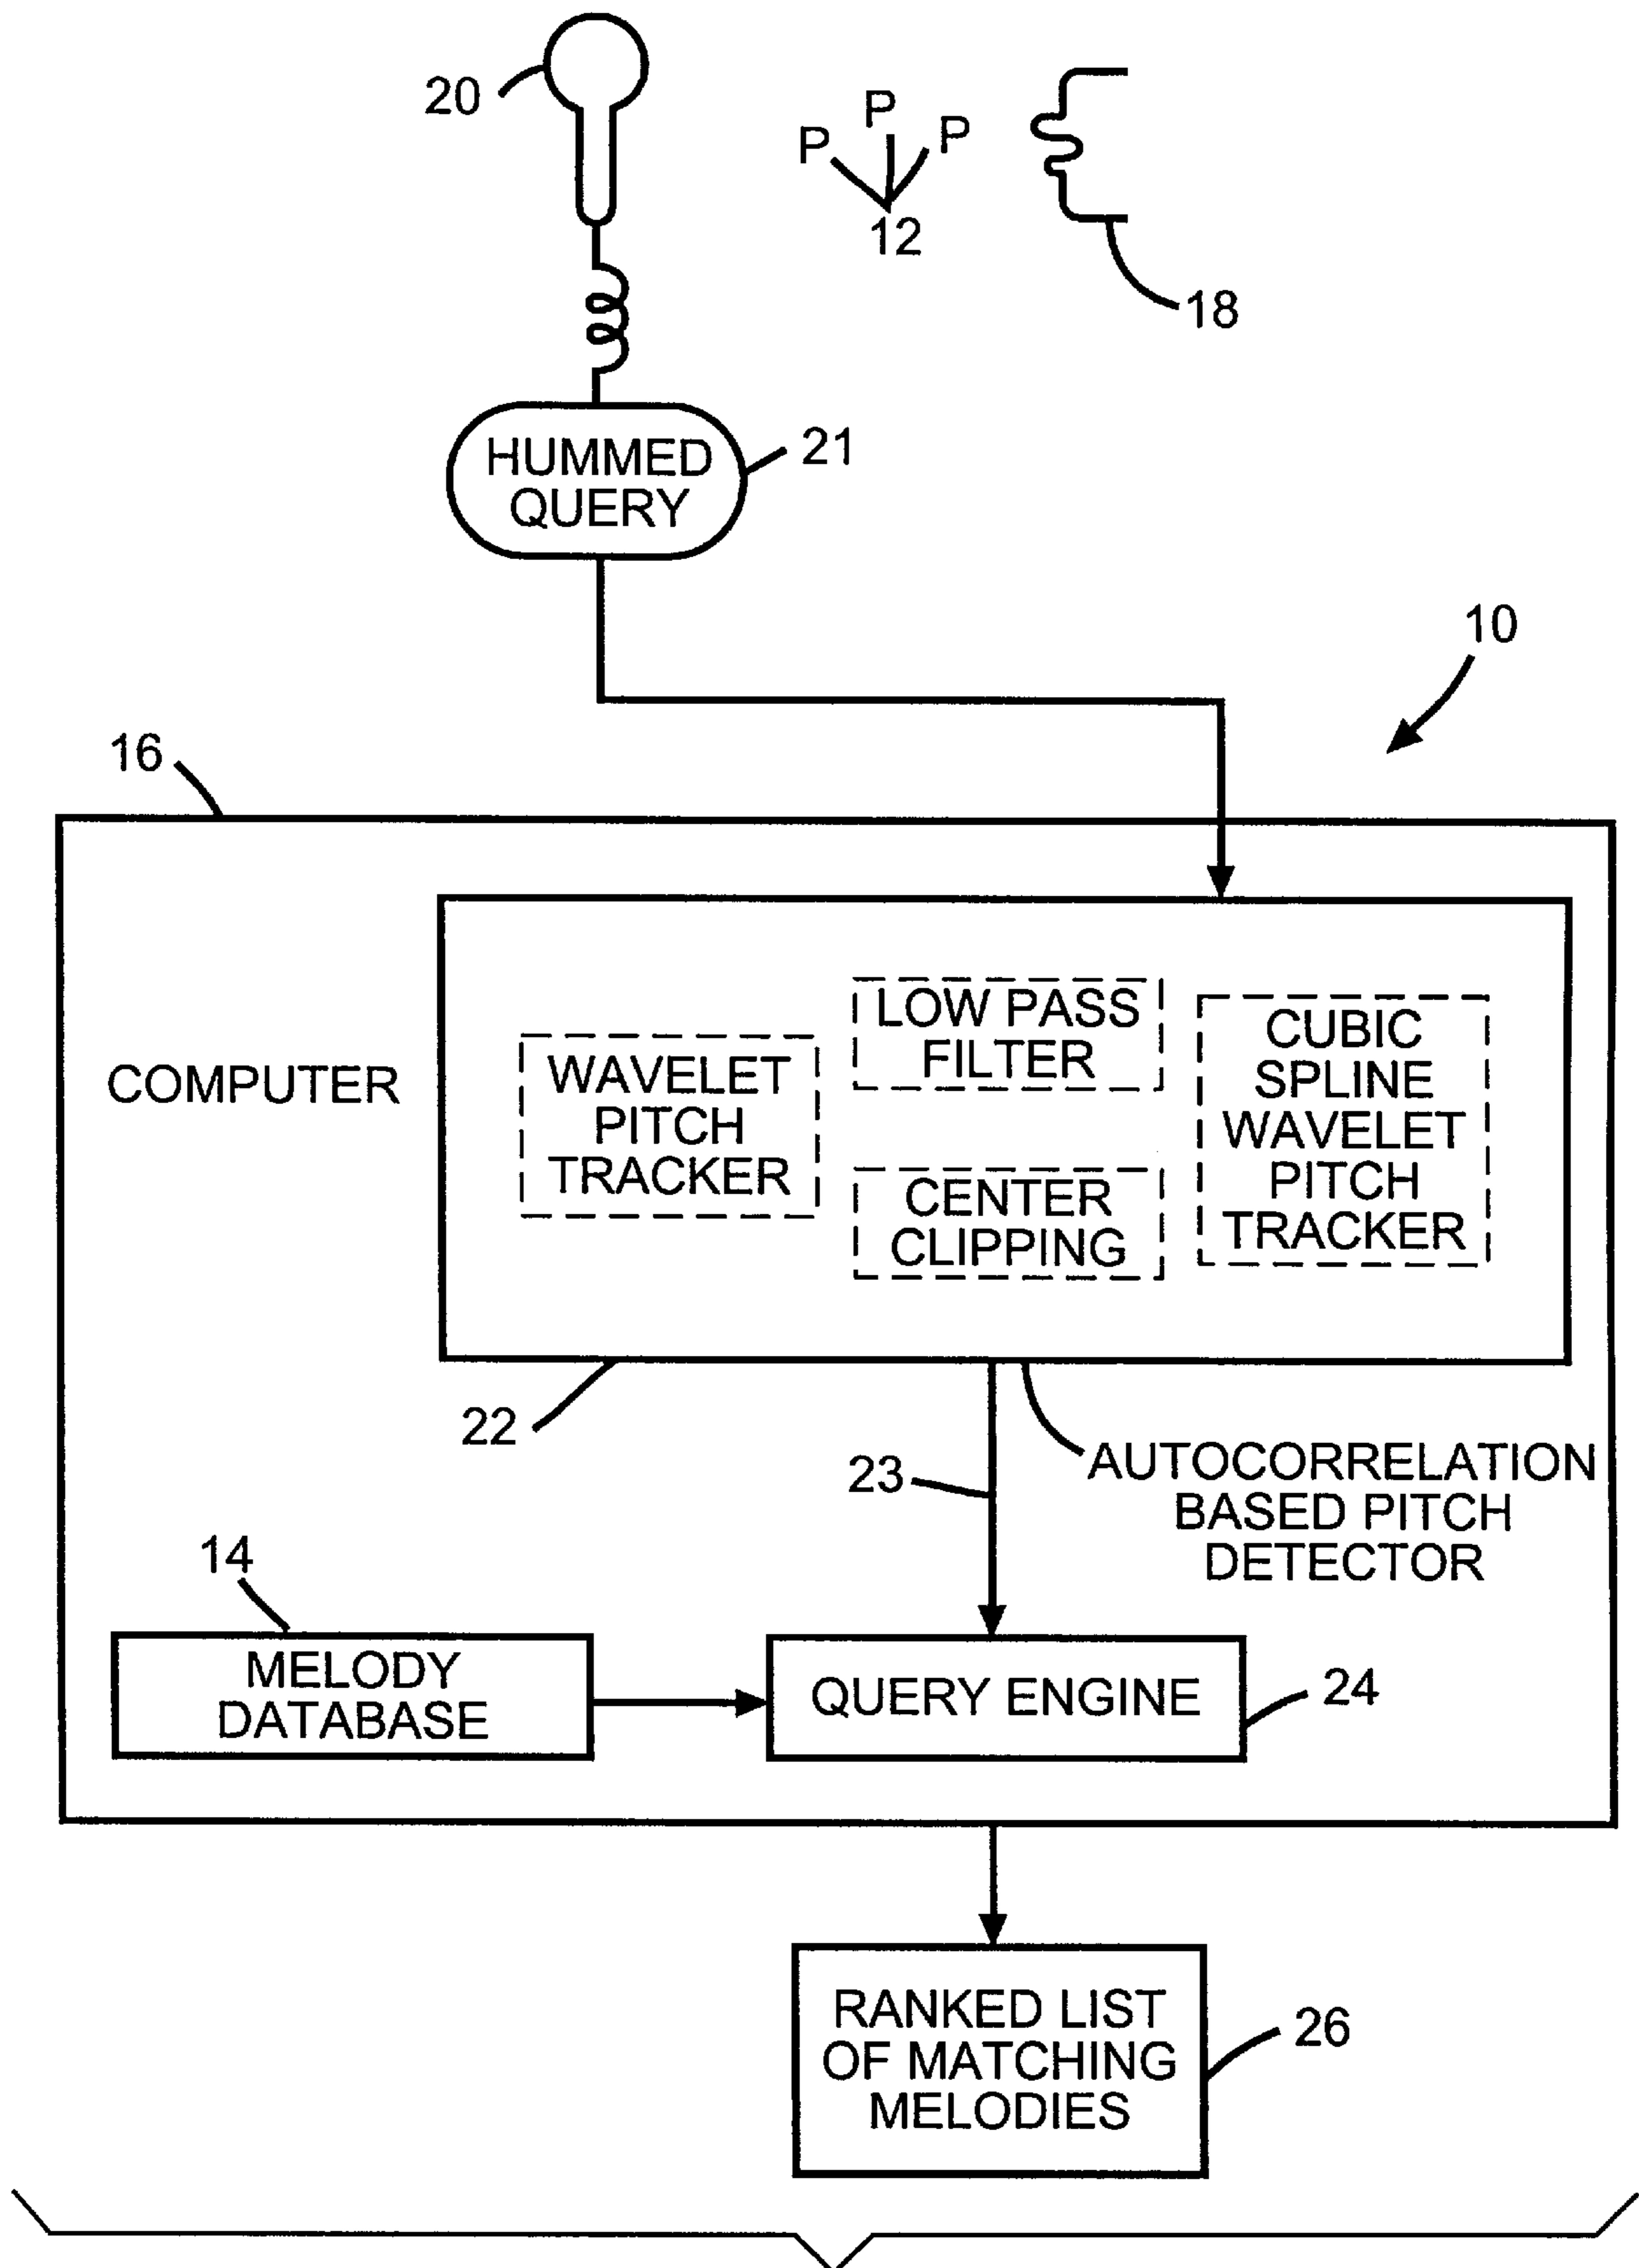 20
P
P
P
12
18
HUMMED
QUERY
21
10
16
COMPUTER
WAVELET
PITCH
TRACKER
LOW PASS
FILTER
CENTER
CLIPPING
CUBIC
SPLINE
WAVELET
PITCH
TRACKER
22
23
AUTOCORRELATION
BASED PITCH
DETECTOR
14
MELODY
DATABASE
QUERY ENGINE
24
RANKED LIST
OF MATCHING
MELODIES
26